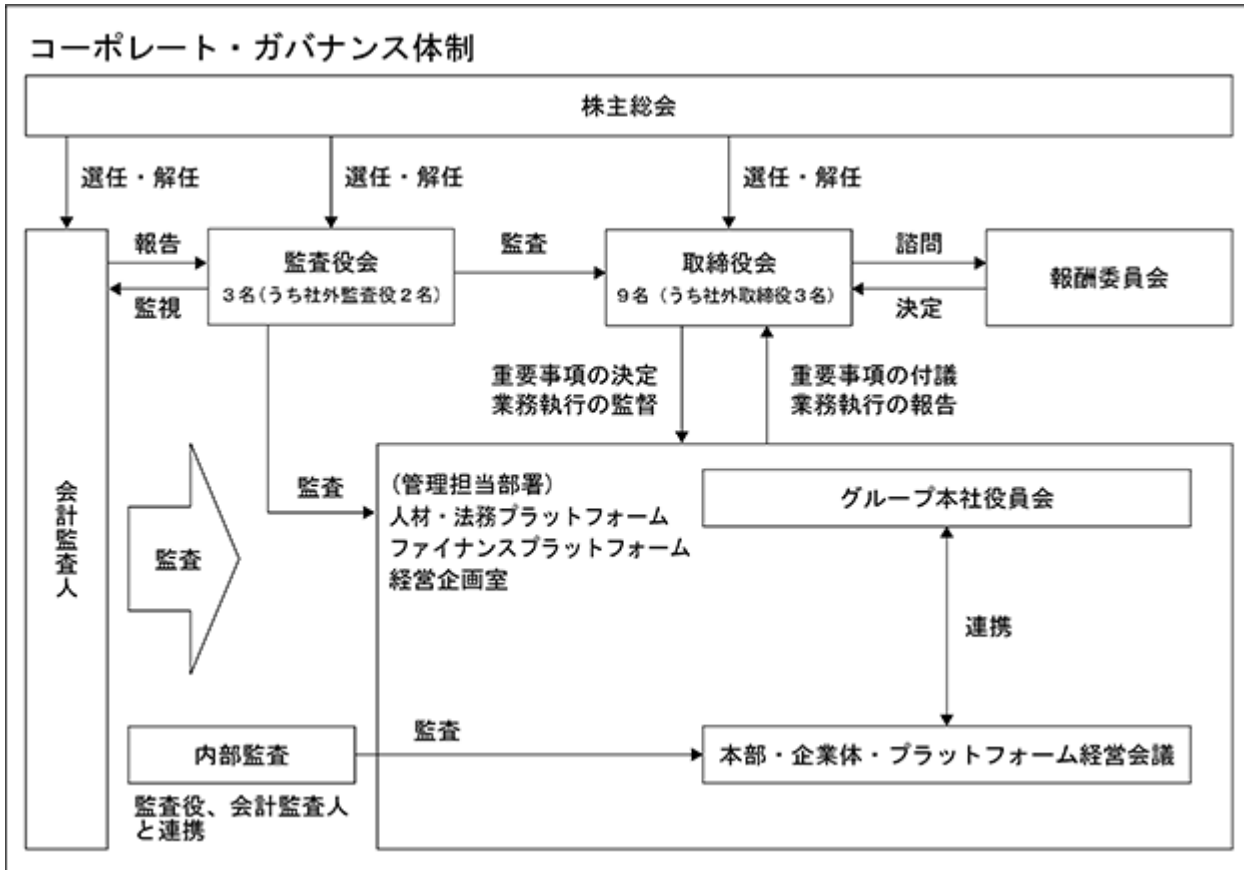 コーポレート・ガバナンス体制
株主総会
選任・解任
選任・解任
選任・解任
報告
監視
監査役会
3名(うち社外監査役2名)
監査
取締役会
9名(うち社外取締役3名)
諮問
決定
報酬委員会
重要事項の決定
業務執行の監督
重要事項の付議
業務執行の報告
会計監査人
監査
監査
(管理担当部署)
人材・法務プラットフォーム
ファイナンスプラットフォーム
経営企画室
グループ本社役員会
連携
内部監査
監査
本部・企業体・プラットフォーム経営会議
監査役、会計監査人
と連携